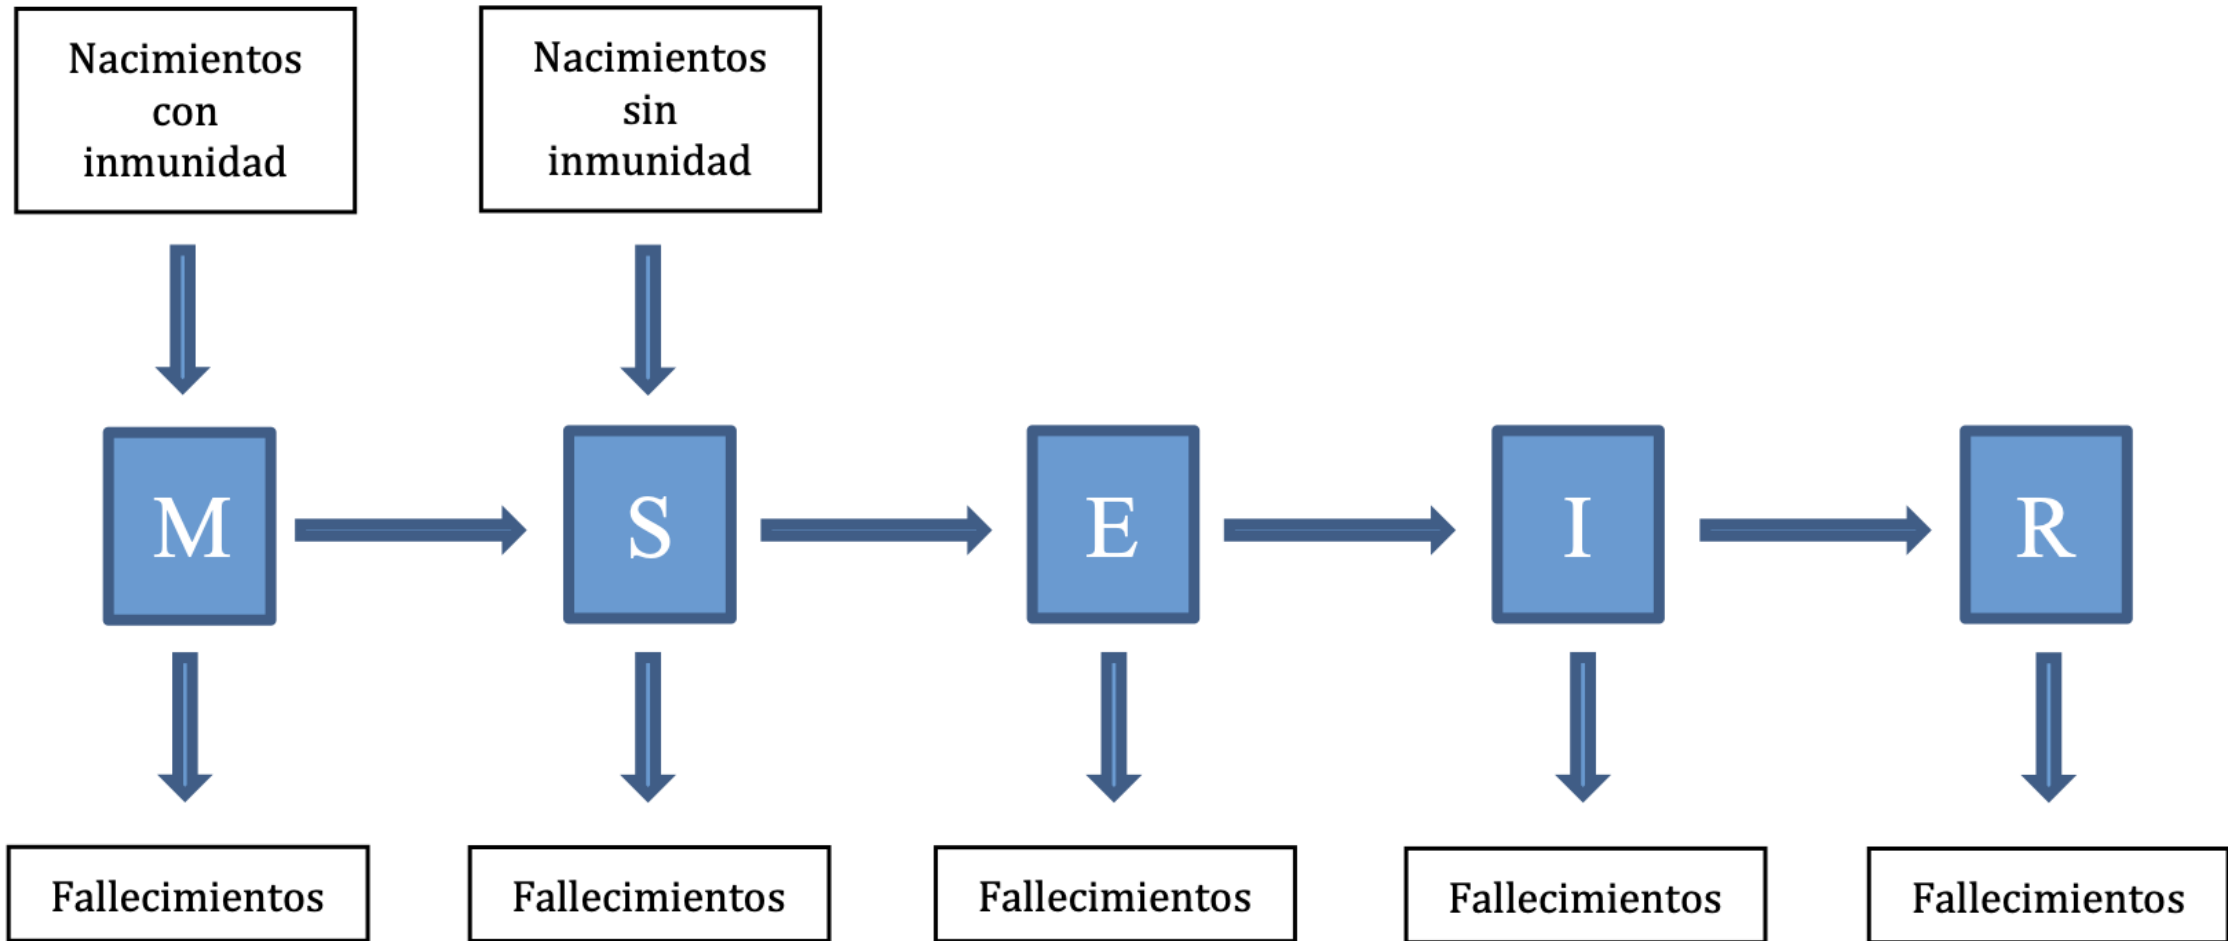 Nacimientos
con
inmunidad
Nacimientos
sin
inmunidad
M
S
E
I
R
Fallecimientos
Fallecimientos
Fallecimientos
Fallecimientos
Fallecimientos